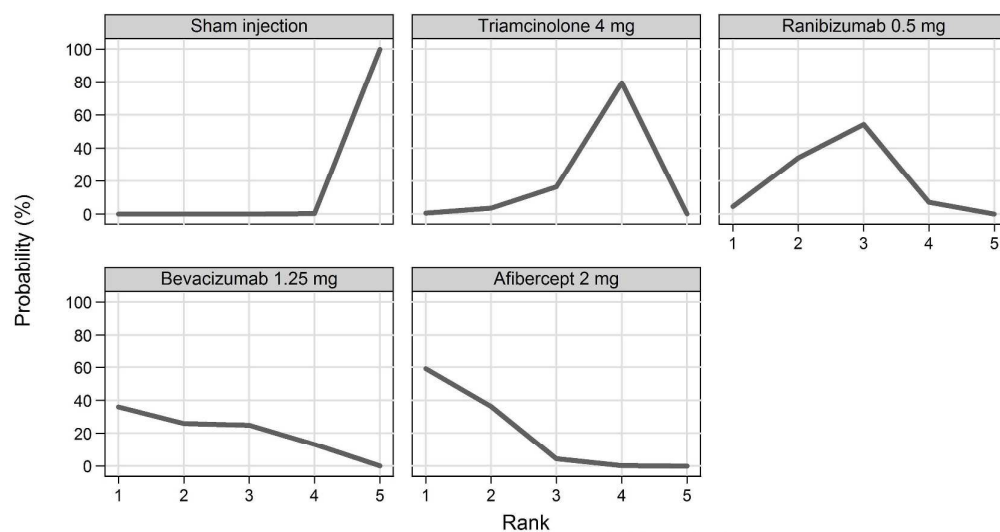 Sham injection
Triamcinolone 4 mg
Ranibizumab 0.5 mg
100
80
60
40
20
0
1 2 3 4 5
Bevacizumab 1.25 mg
Afibercept 2 mg
100
80
60
40
20
0
1 2 3 4 5
1 2 3 4 5
Probability (%)
Rank